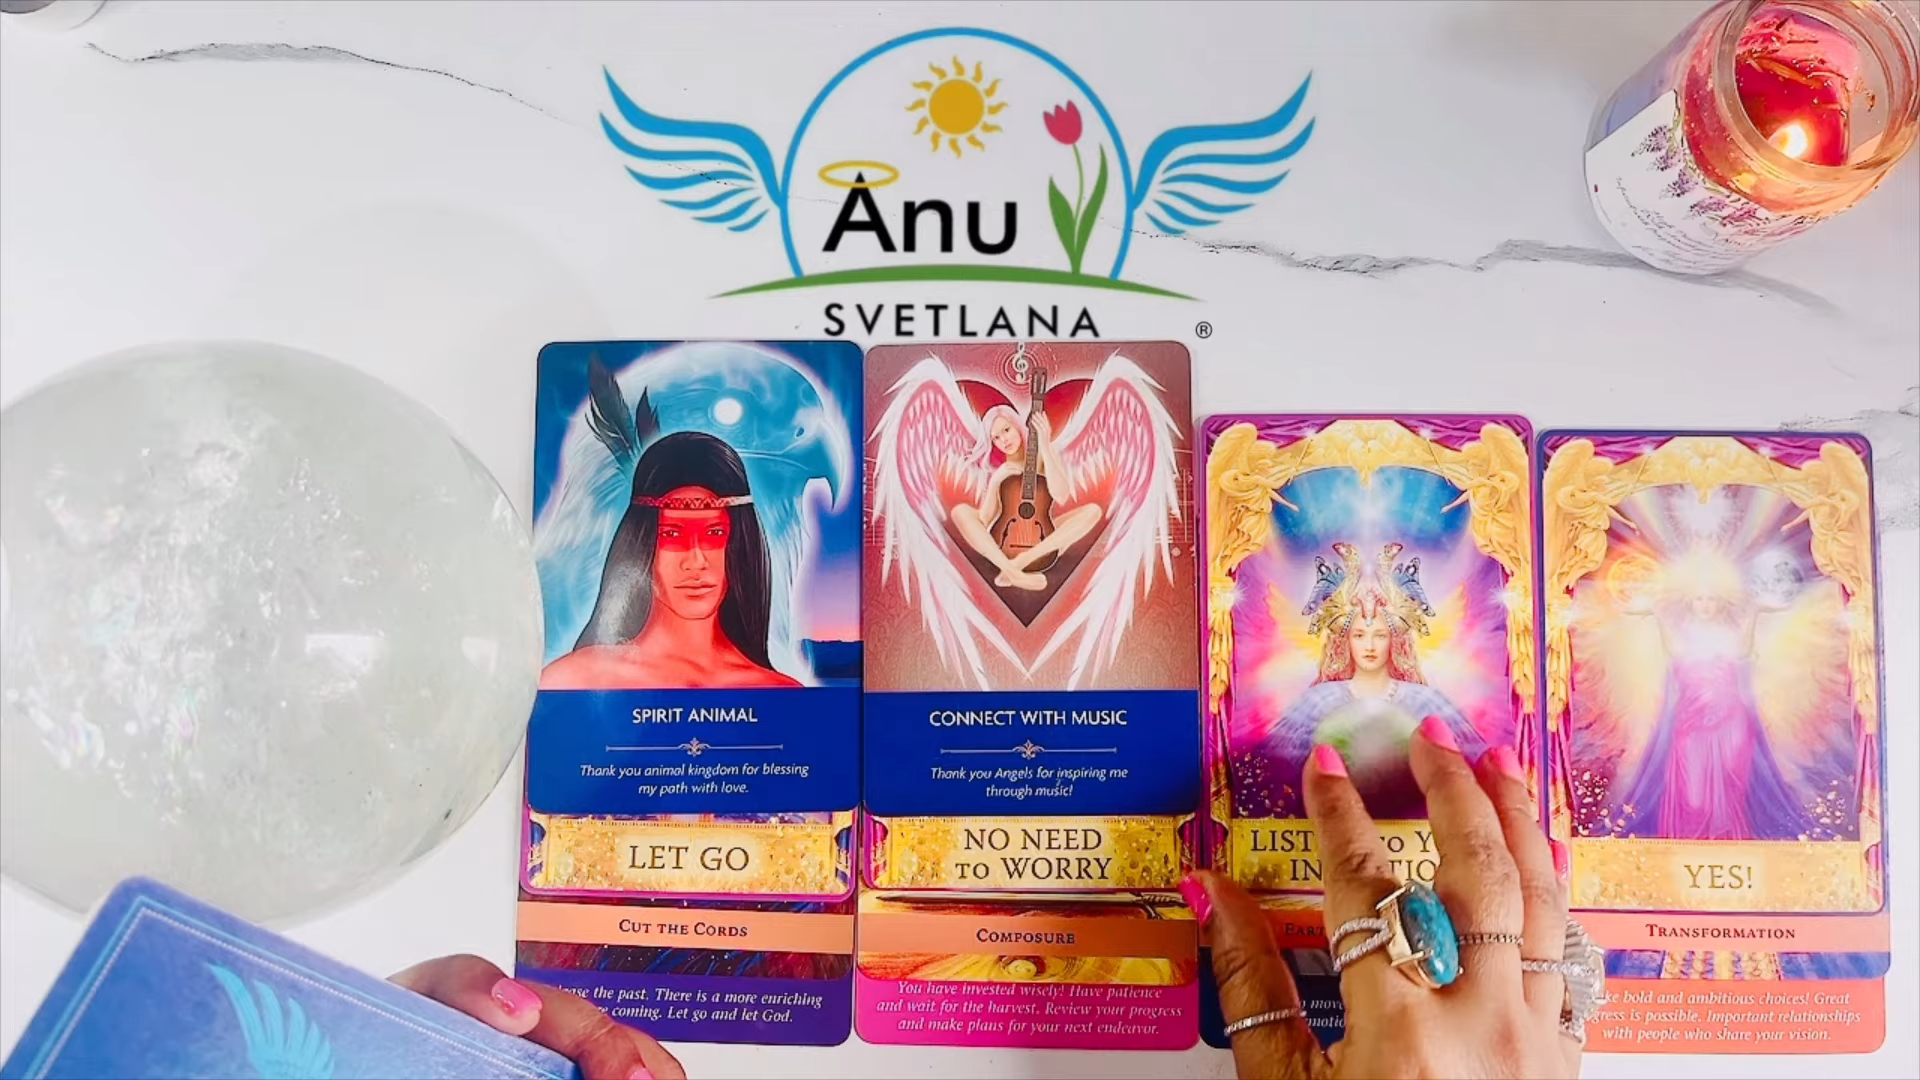 Anu
SVETLANA
®
SPIRIT ANIMAL
Thank you animal kingdom for blessing
my path with love.
LET GO
CUT THE CORDS
the past. There is a more enriching
coming. Let go and let God.
CONNECT WITH MUSIC
Thank you Angels for inspiring me
through music!
NO NEED
TO WORRY
COMPOSURE
You have invested wisely! Have patience
and wait for the harvest. Review your progress
and make plans for your next endeavor.
YES!
TRANSFORMATION
bold and ambitious choices! Great
is possible. Important relationships
with people who share your vision.